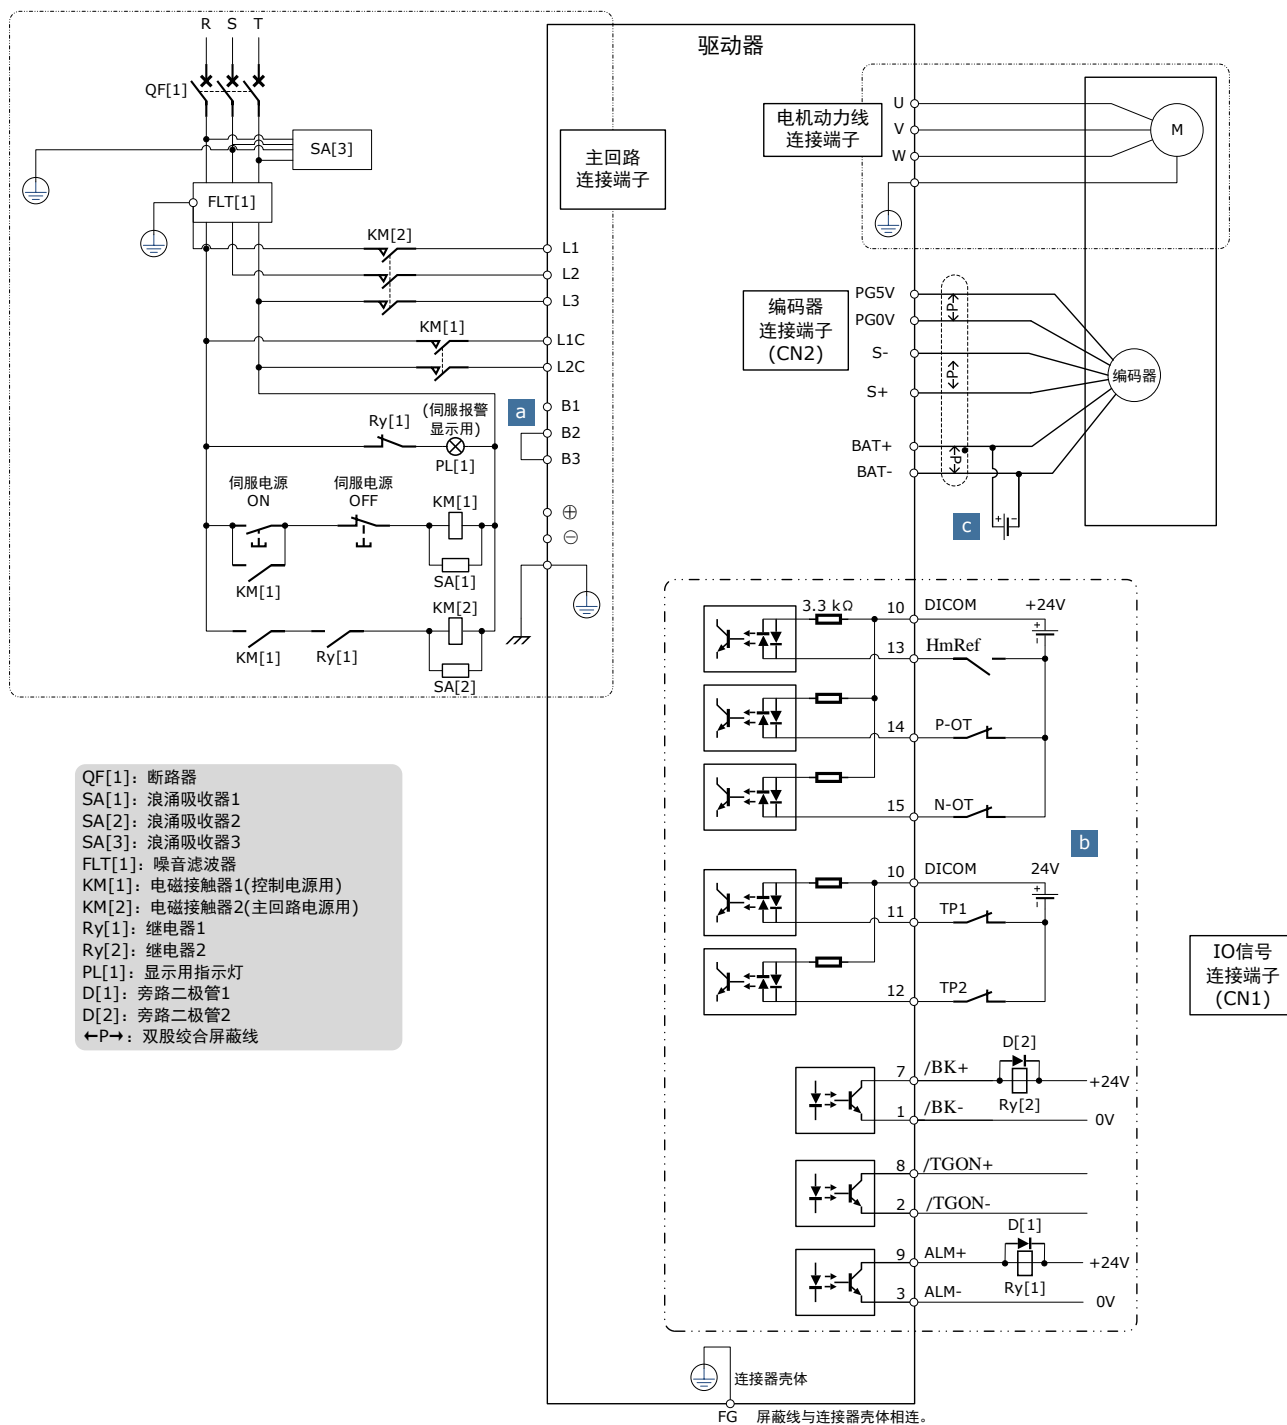 R S T
驱动器
QF[1]
SA[3]
FLT[1]
主回路
连接端子
电机动力线
连接端子
U
V
W
M
KM[2]
L1
L2
L3
KM[1]
L1C
L2C
B1
B2
B3
a
Ry[1]
(伺服报警
显示用)
PL[1]
伺服电源
ON
伺服电源
OFF
KM[1]
SA[1]
KM[1]
KM[2]
KM[1]
Ry[1]
SA[2]
⊕
⊖
编码器
连接端子
(CN2)
PG5V
PG0V
S-
S+
BAT+
BAT-
←P→
←P→
←P→
编码器
c
+ -
3.3 kΩ
10 DICOM +24V
+
-
13 HmRef
14 P-OT
15 N-OT
b
10 DICOM 24V
+
-
11 TP1
12 TP2
IO信号
连接端子
(CN1)
D[2]
7 /BK+ +24V
Ry[2]
1 /BK- 0V
8 /TGON+
2 /TGON-
D[1]
9 ALM+ +24V
Ry[1]
3 ALM- 0V
连接器壳体
FG 屏蔽线与连接器壳体相连。
QF[1]：断路器
SA[1]：浪涌吸收器1
SA[2]：浪涌吸收器2
SA[3]：浪涌吸收器3
FLT[1]：噪音滤波器
KM[1]：电磁接触器1(控制电源用)
KM[2]：电磁接触器2(主回路电源用)
Ry[1]：继电器1
Ry[2]：继电器2
PL[1]：显示用指示灯
D[1]：旁路二极管1
D[2]：旁路二极管2
←P→：双股绞合屏蔽线